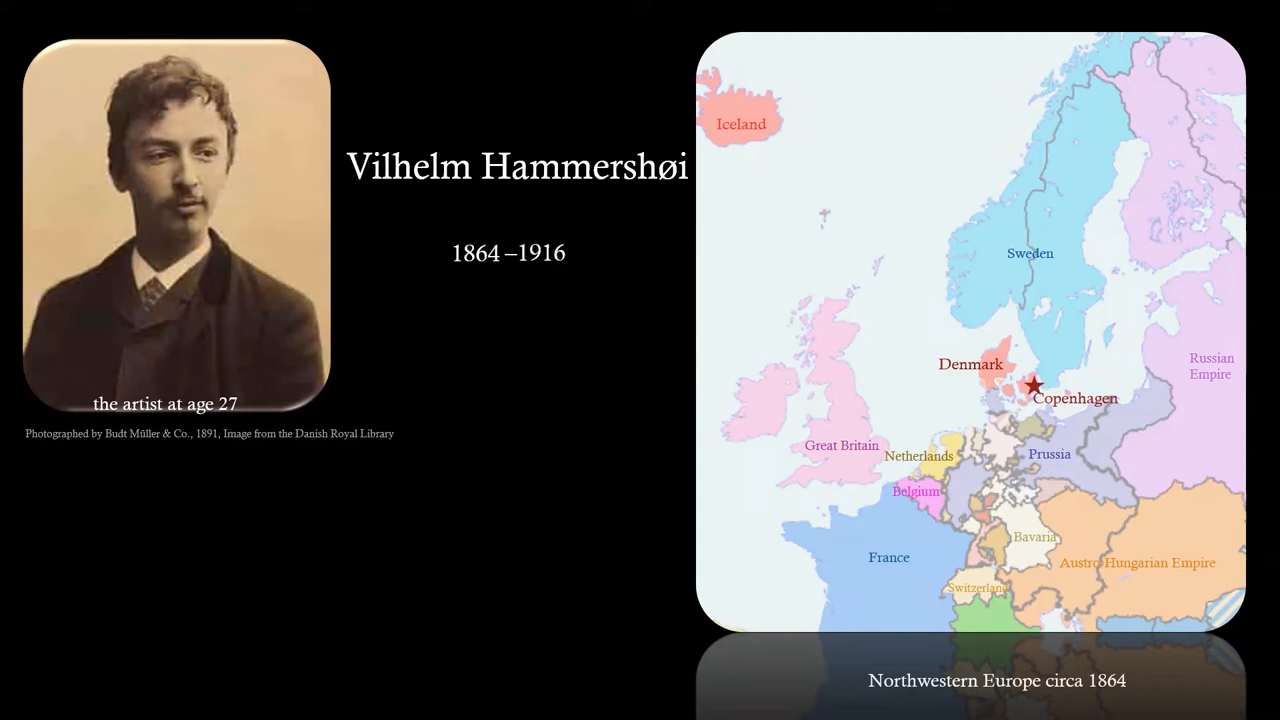 Vilhelm Hammershøi
1864 –1916
the artist at age 27
Photographed by Budt Müller & Co., 1891, Image from the Danish Royal Library
Iceland
Sweden
Russian
Empire
Denmark
Copenhagen
Great Britain
Netherlands
Prussia
Belgium
Bavaria
France
Austro Hungarian Empire
Switzerland
Northwestern Europe circa 1864